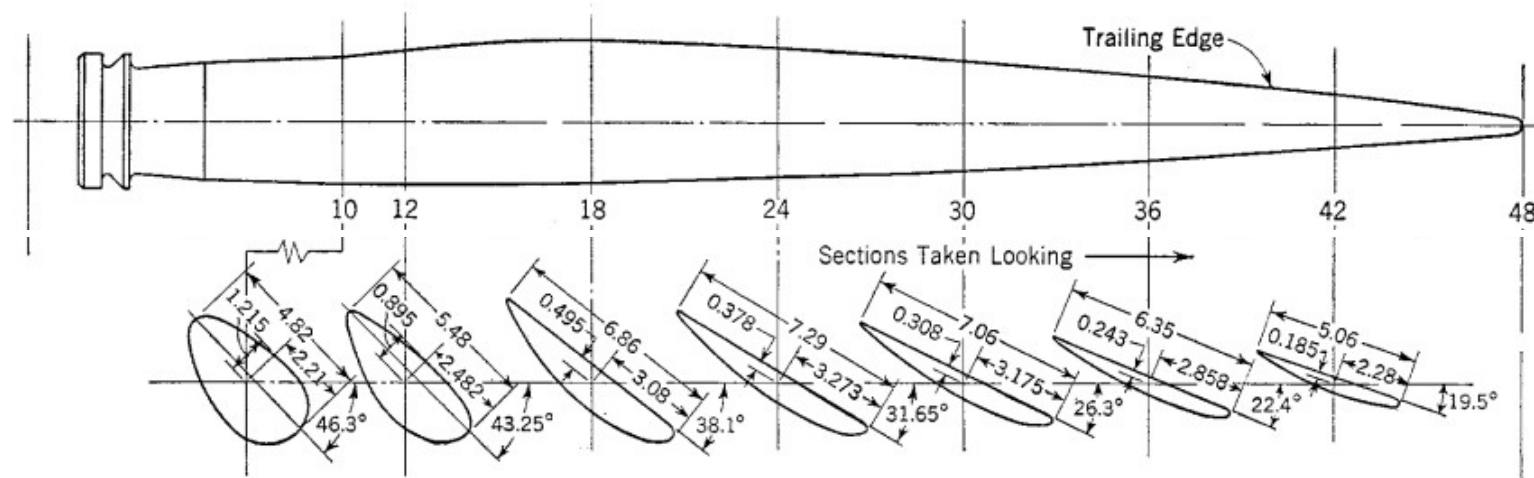 Trailing Edge
10 12 18 24 30 36 42 48
Sections Taken Looking
1.215 4.82 2.21 46.3°
0.895 5.48 2.482 43.25°
0.495 6.86 3.08 38.1°
0.378 7.29 3.273 31.65°
0.308 7.06 3.175 26.3°
0.243 6.35 2.858 22.4°
0.185 5.06 2.28 19.5°